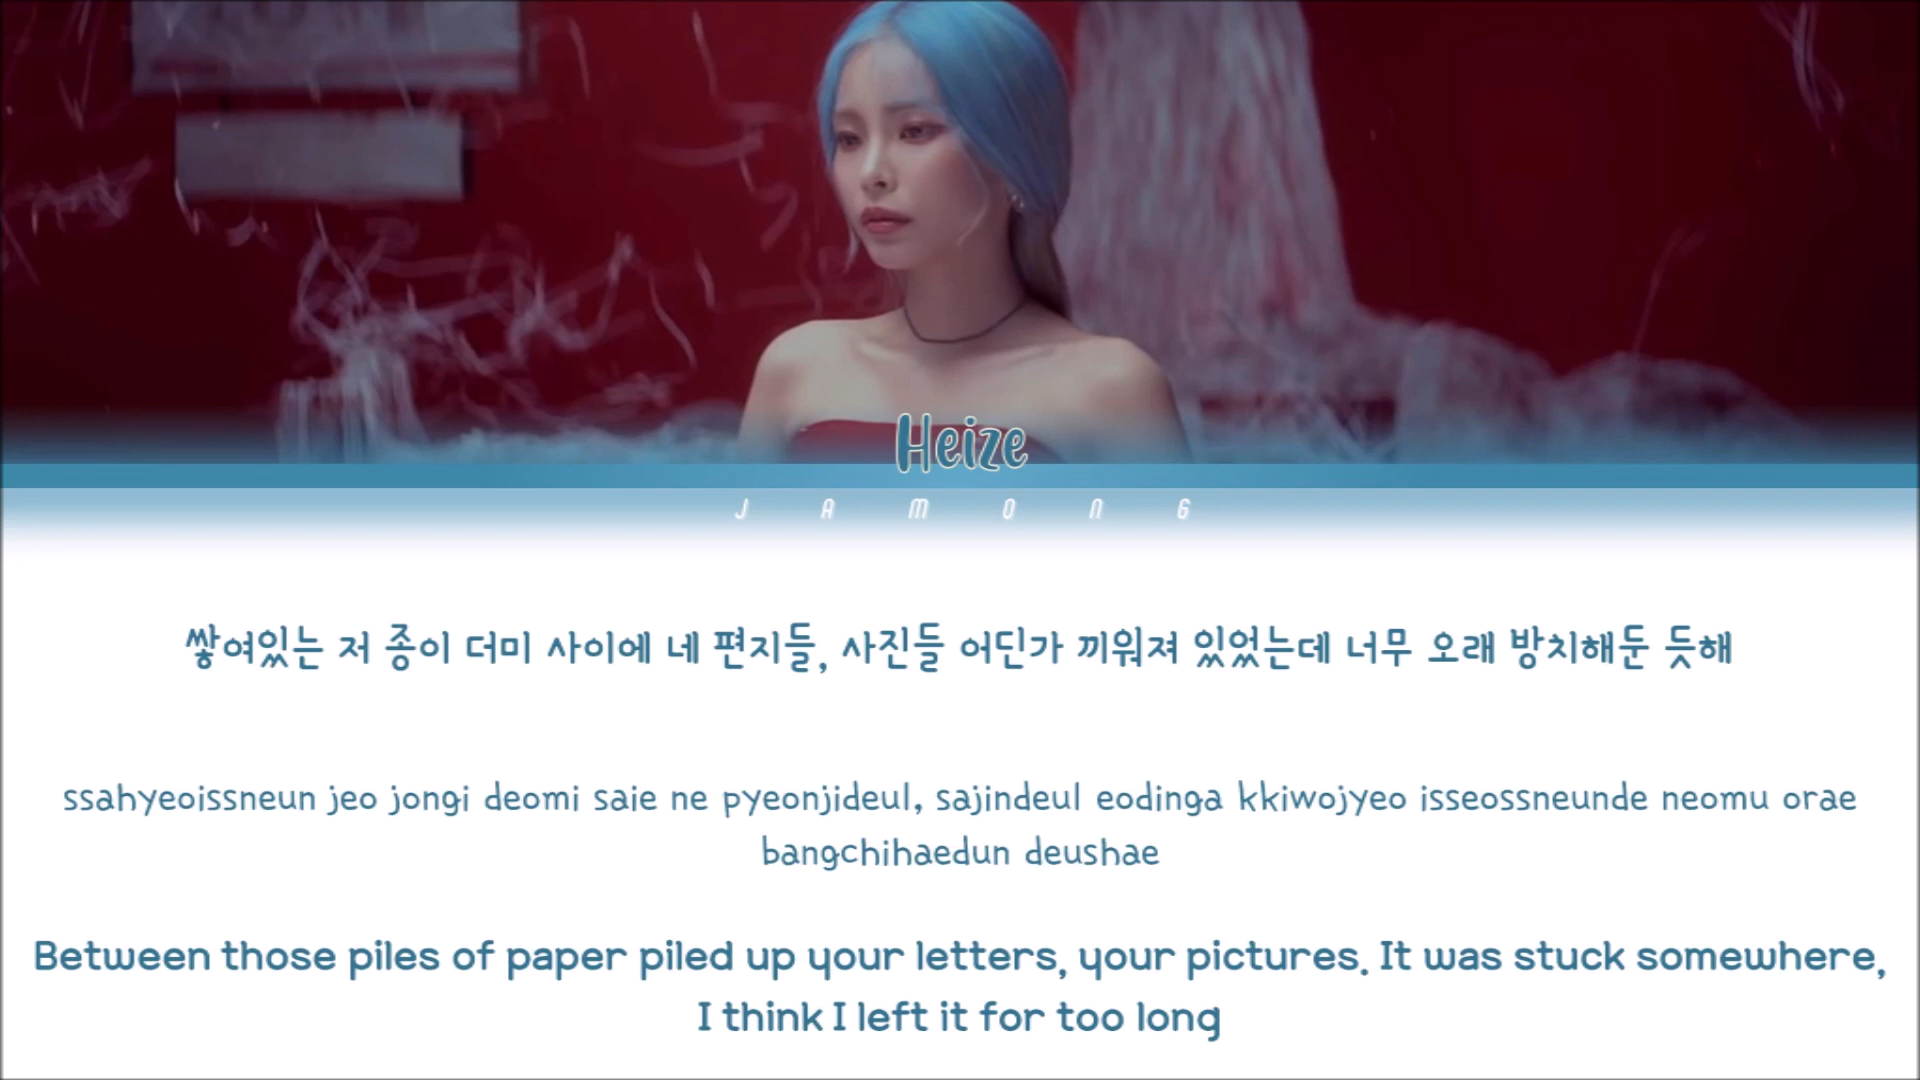 Heize
JAMONG
쌓여있는 저 종이 더미 사이에 네 편지들, 사진들 어딘가 끼워져 있었는데 너무 오래 방치해둔 듯해
ssahyeoissneun jeo jongi deomi saie ne pyeonjideul, sajindeul eodinga kkiwojyeo isseossneunde neomu orae
bangchihaedun deushae
Between those piles of paper piled up your letters, your pictures. It was stuck somewhere,
I think I left it for too long